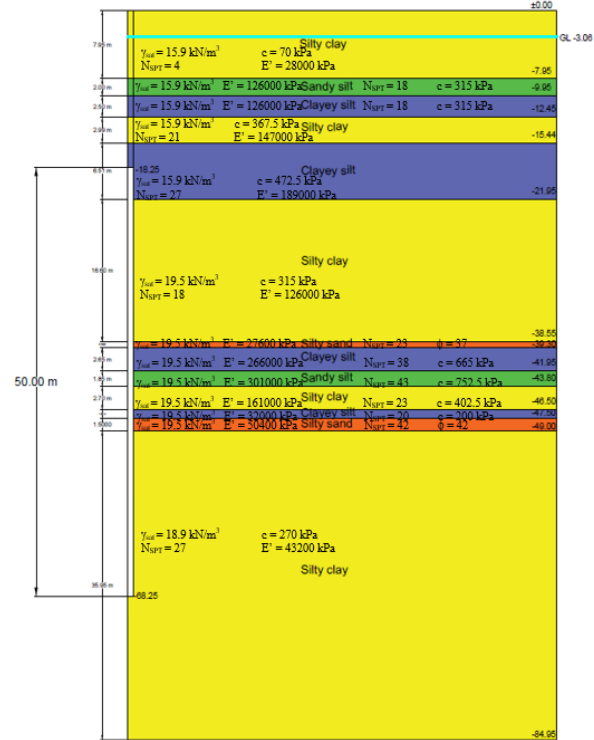 ±0.00
GL -3.06
Silty clay
γsat = 15.9 kN/m³ c = 70 kPa
NSPT = 4 E' = 28000 kPa
7.95 m
-7.95
γsat = 15.9 kN/m³ E' = 126000 kPa Sandy silt NSPT = 18 c = 315 kPa
-9.95
γsat = 15.9 kN/m³ E' = 126000 kPa Clayey silt NSPT = 18 c = 315 kPa
-12.45
γsat = 15.9 kN/m³ c = 367.5 kPa Silty clay
NSPT = 21 E' = 147000 kPa
-15.44
-18.25
Clayey silt
γsat = 15.9 kN/m³ c = 472.5 kPa
NSPT = 27 E' = 189000 kPa
-21.95
Silty clay
γsat = 19.5 kN/m³ c = 315 kPa
NSPT = 18 E' = 126000 kPa
-38.55
γsat = 19.5 kN/m³ E' = 27600 kPa Silty sand NSPT = 23 ϕ = 37
-39.30
γsat = 19.5 kN/m³ E' = 266000 kPa Clayey silt NSPT = 38 c = 665 kPa
-41.95
50.00 m
γsat = 19.5 kN/m³ E' = 301000 kPa Sandy silt NSPT = 43 c = 752.5 kPa
-43.80
γsat = 19.5 kN/m³ E' = 161000 kPa Silty clay NSPT = 23 c = 402.5 kPa
-46.50
γsat = 19.5 kN/m³ E' = 32000 kPa Clayey silt NSPT = 20 c = 200 kPa
-47.50
γsat = 19.5 kN/m³ E' = 50400 kPa Silty sand NSPT = 42 ϕ = 42
-49.00
γsat = 18.9 kN/m³ c = 270 kPa
NSPT = 27 E' = 43200 kPa
Silty clay
35.95 m
-68.25
-84.95